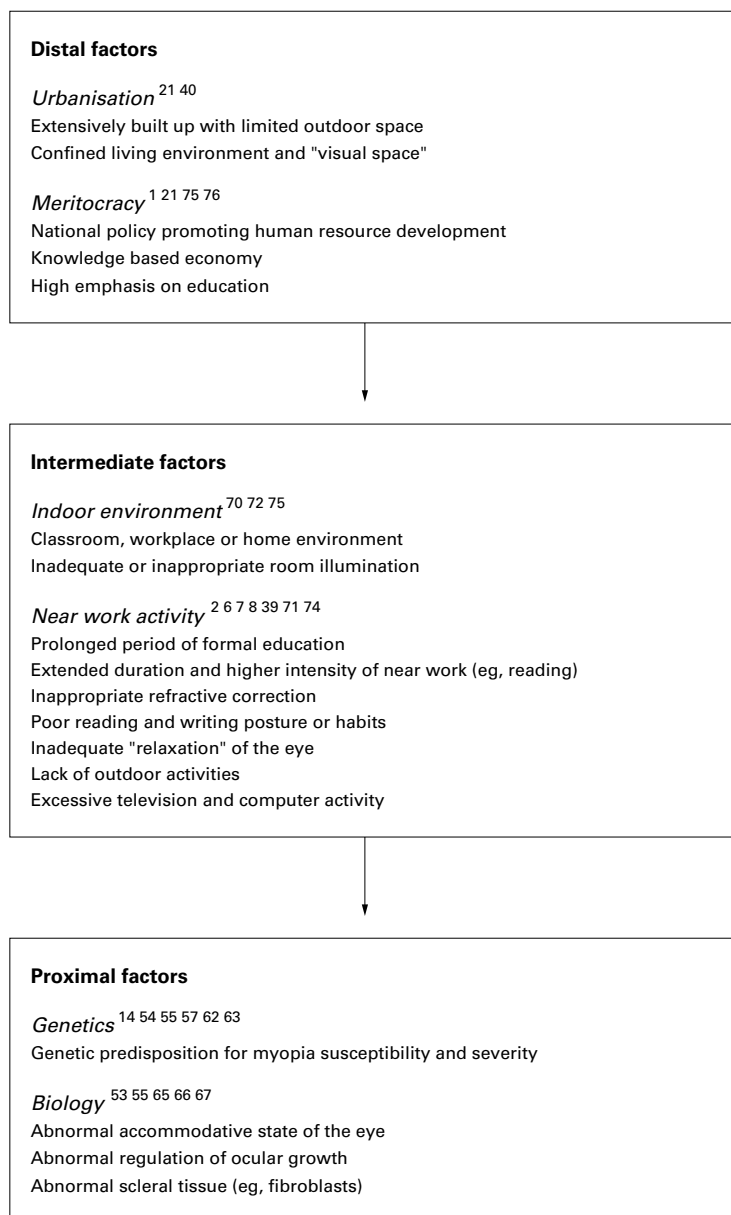 Distal factors
Urbanisation 21 40
Extensively built up with limited outdoor space
Confined living environment and "visual space"
Meritocracy 1 21 75 76
National policy promoting human resource development
Knowledge based economy
High emphasis on education
Intermediate factors
Indoor environment 70 72 75
Classroom, workplace or home environment
Inadequate or inappropriate room illumination
Near work activity 2 6 7 8 39 71 74
Prolonged period of formal education
Extended duration and higher intensity of near work (eg, reading)
Inappropriate refractive correction
Poor reading and writing posture or habits
Inadequate "relaxation" of the eye
Lack of outdoor activities
Excessive television and computer activity
Proximal factors
Genetics 14 54 55 57 62 63
Genetic predisposition for myopia susceptibility and severity
Biology 53 55 65 66 67
Abnormal accommodative state of the eye
Abnormal regulation of ocular growth
Abnormal scleral tissue (eg, fibroblasts)